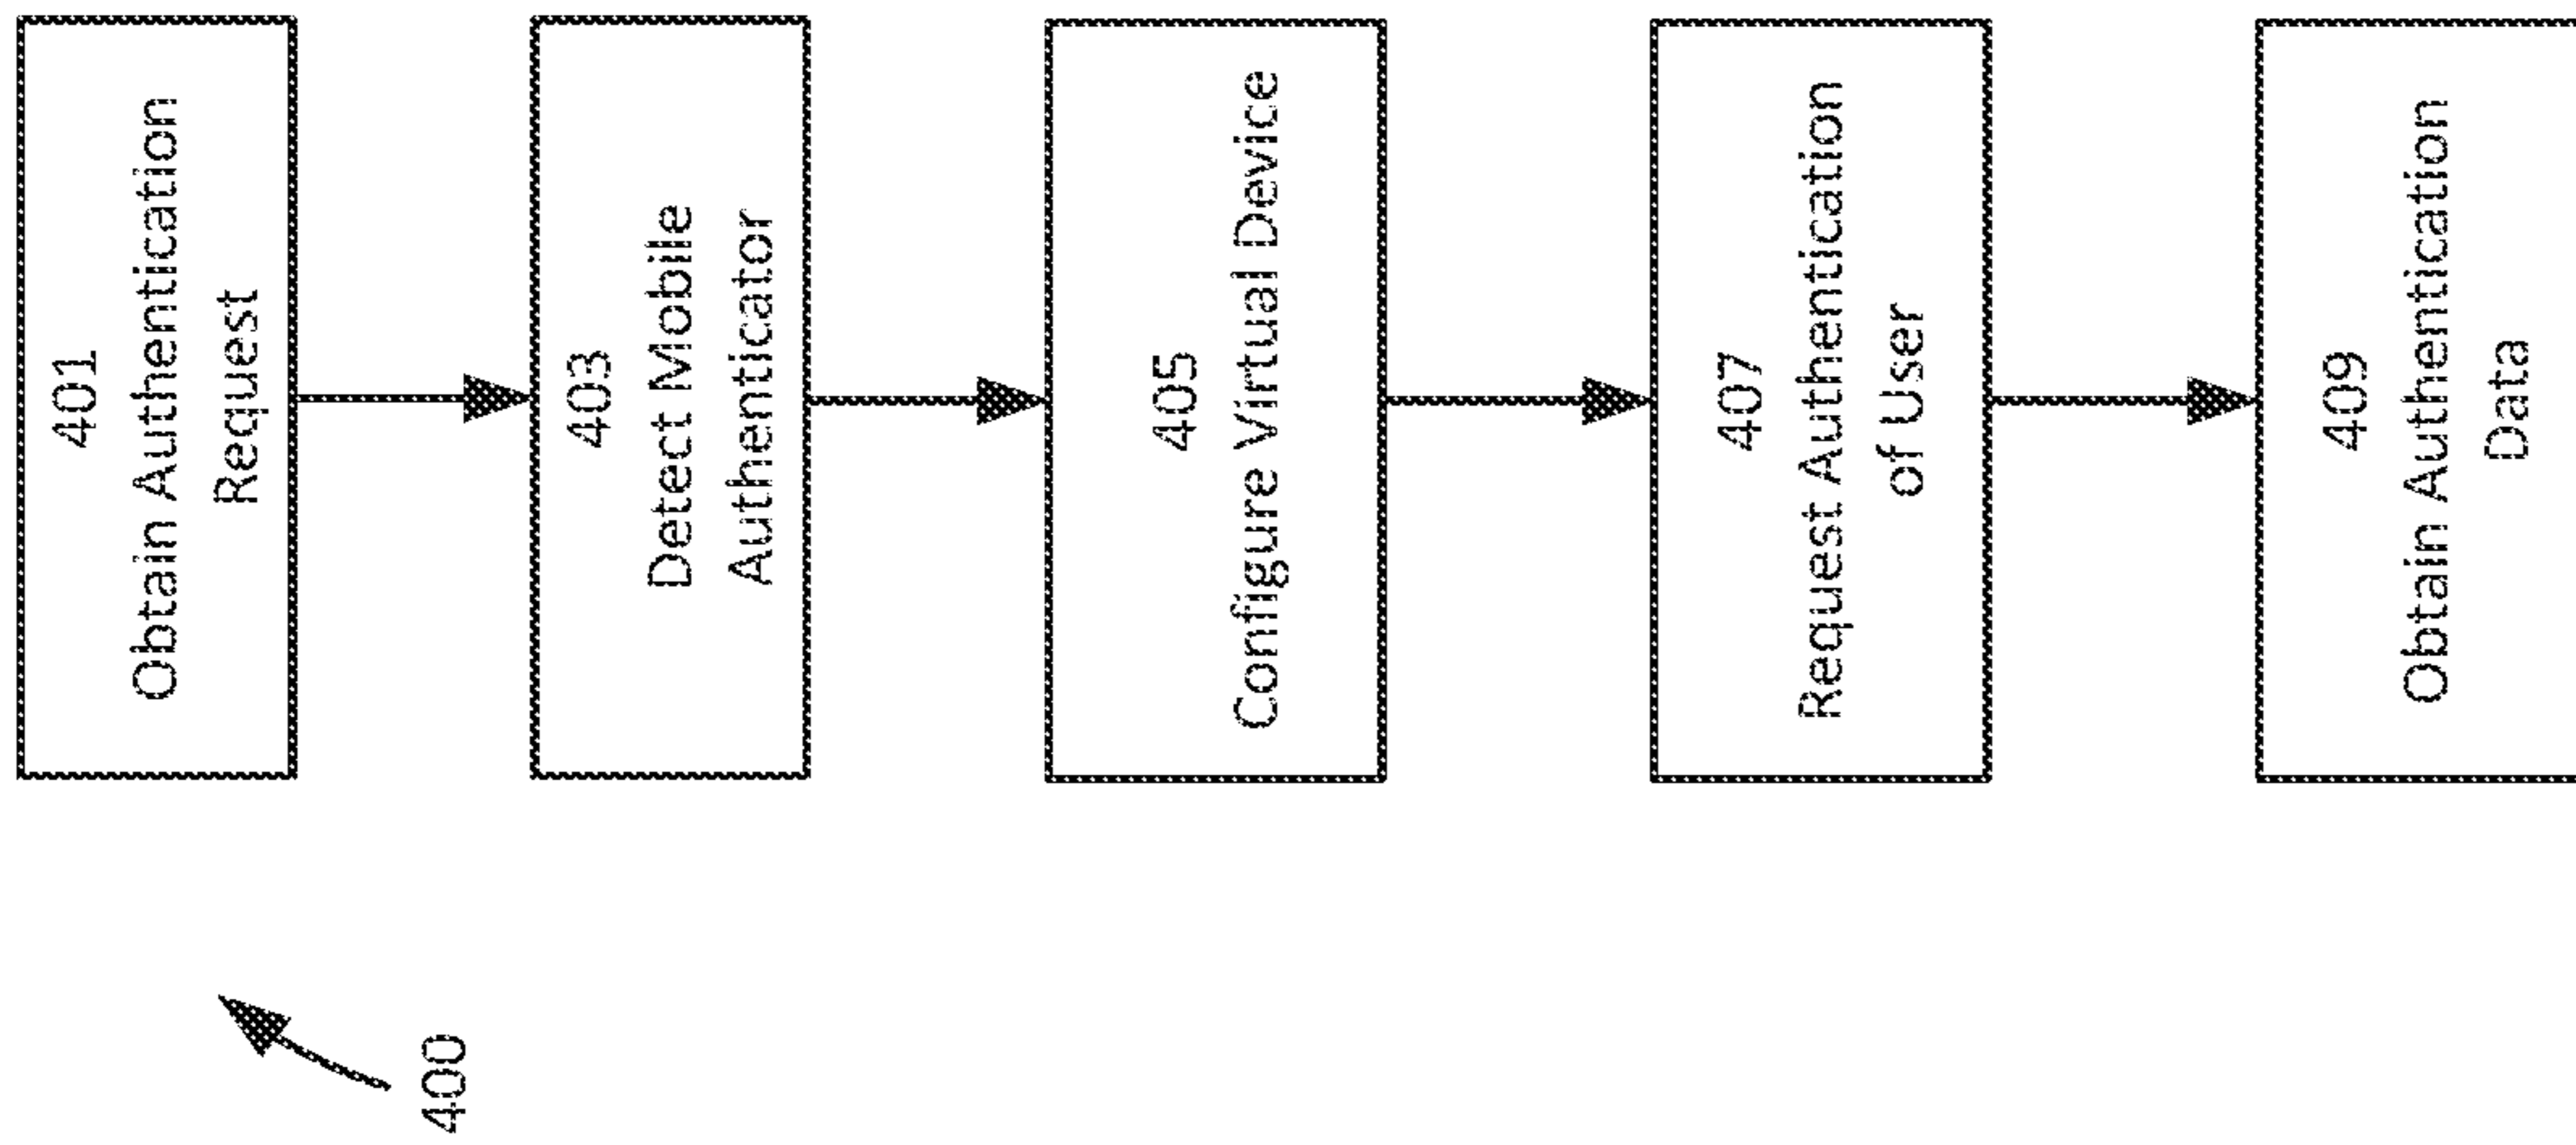 400
401
Obtain Authentication
Request
403
Detect Mobile
Authenticator
405
Configure Virtual Device
407
Request Authentication
of User
409
Obtain Authentication
Data